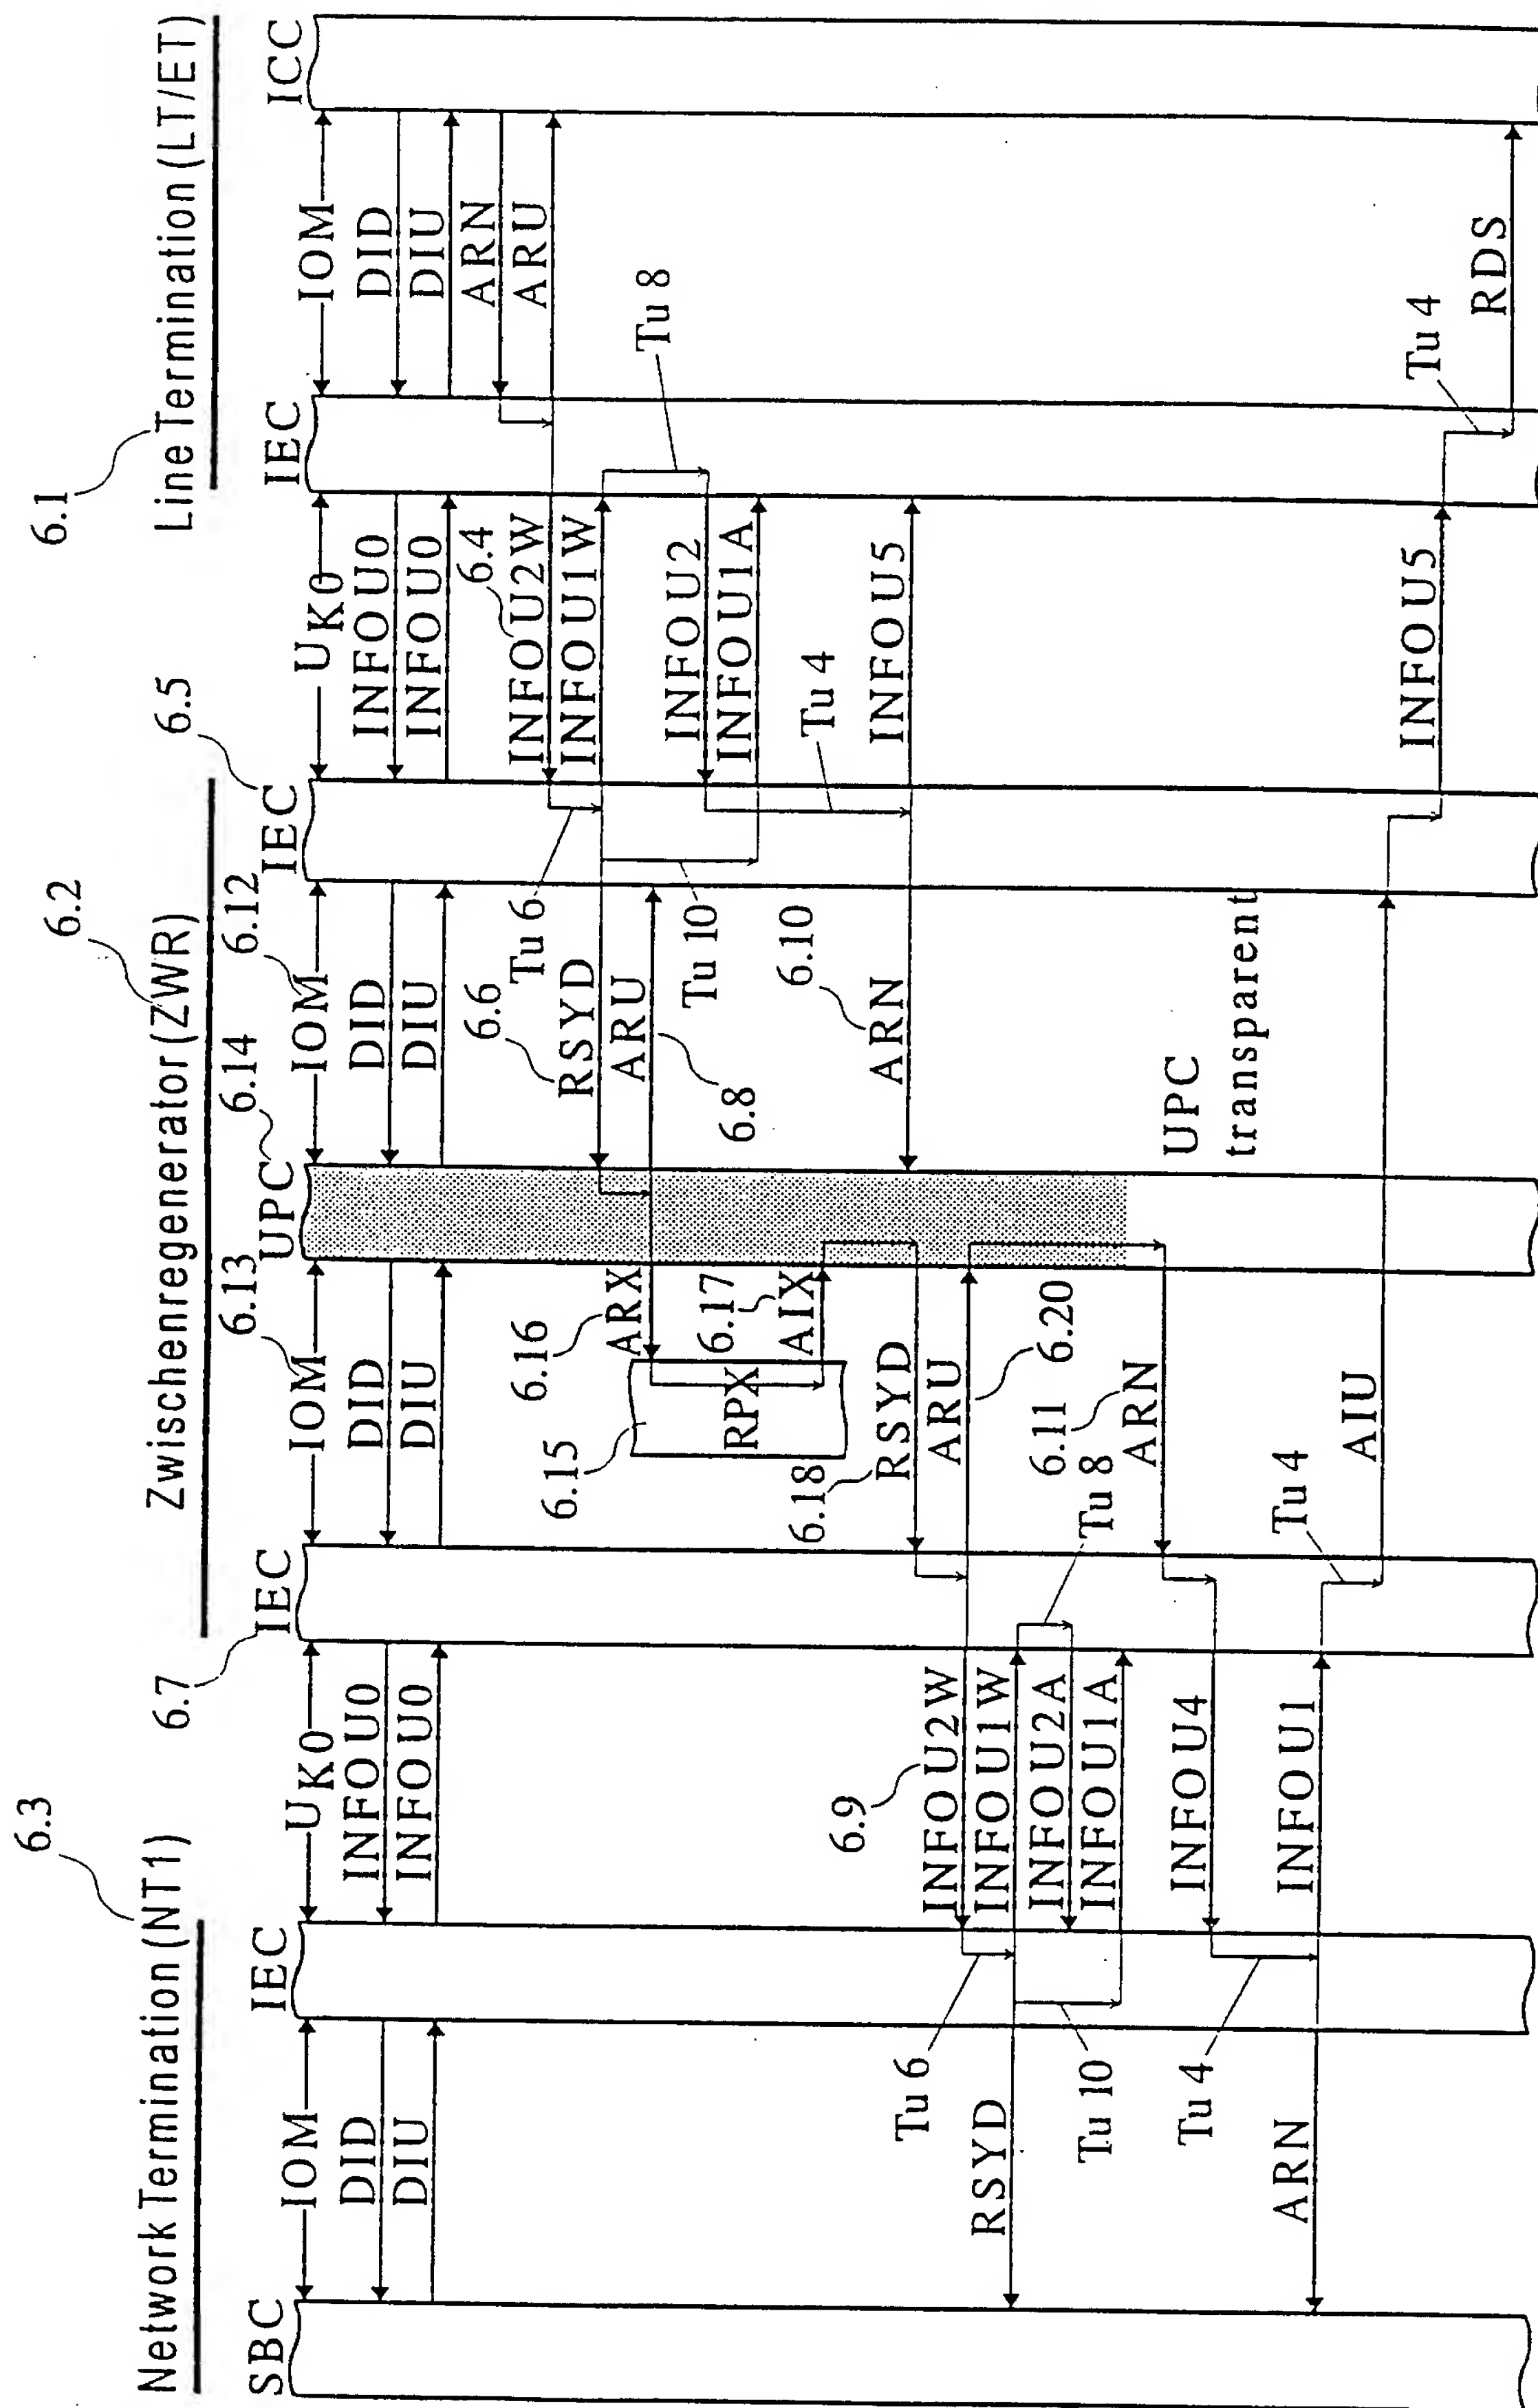 6.3
6.2
6.1
Network Termination (NT1)
Zwischenregenerator (ZWR)
Line Termination (LT/ET)
6.7
6.13
6.14
6.12
6.5
SBC
IEC
IEC
UPC
IEC
IEC
ICC
IOM
UK0
IOM
IOM
UK0
IOM
DID
INFOU0
DID
DID
INFOU0
DID
DIU
INFOU0
DIU
DIU
INFOU0
DIU
ARN
ARU
6.4
INFOU2W
INFOU1W
Tu 6
6.6
RSYD
ARU
6.8
Tu 8
6.16
ARX
6.15
RPX
6.17
AIX
Tu 10
INFOU2
INFOU1A
Tu 4
6.10
ARN
INFOU5
6.18
RSYD
ARU
6.20
6.9
INFOU2W
INFOU1W
Tu 6
RSYD
INFOU2A
INFOU1A
Tu 10
Tu 8
6.11
ARN
UPC
transparent
INFOU4
Tu 4
ARN
INFOU1
Tu 4
AIU
INFOU5
Tu 4
RDS